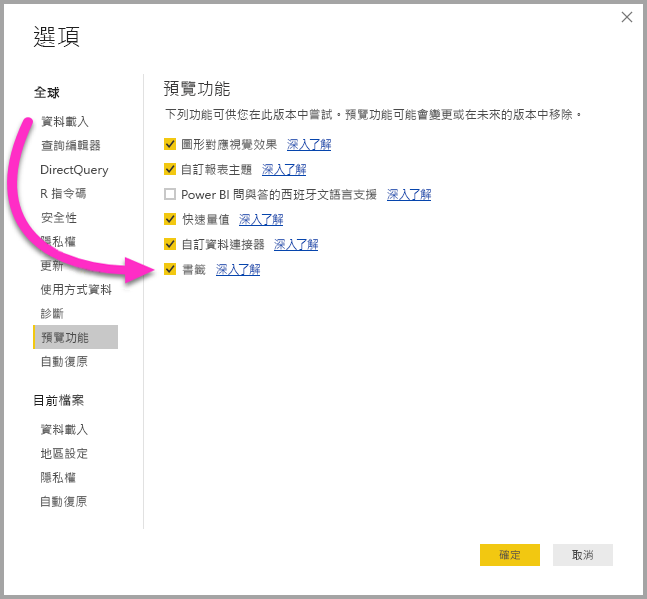 選項
全球
資料載入
查詢編輯器
DirectQuery
R 指令碼
安全性
隱私權
更新
使用方式資料
診斷
預覽功能
自動復原
目前檔案
資料載入
地區設定
隱私權
自動復原
預覽功能
下列功能可供您在此版本中嘗試。預覽功能可能會變更或在未來的版本中移除。
圖形對應視覺效果 深入了解
自訂報表主題 深入了解
Power BI 問與答的西班牙文語言支援 深入了解
快速量值 深入了解
自訂資料連接器 深入了解
書籤 深入了解
確定 取消